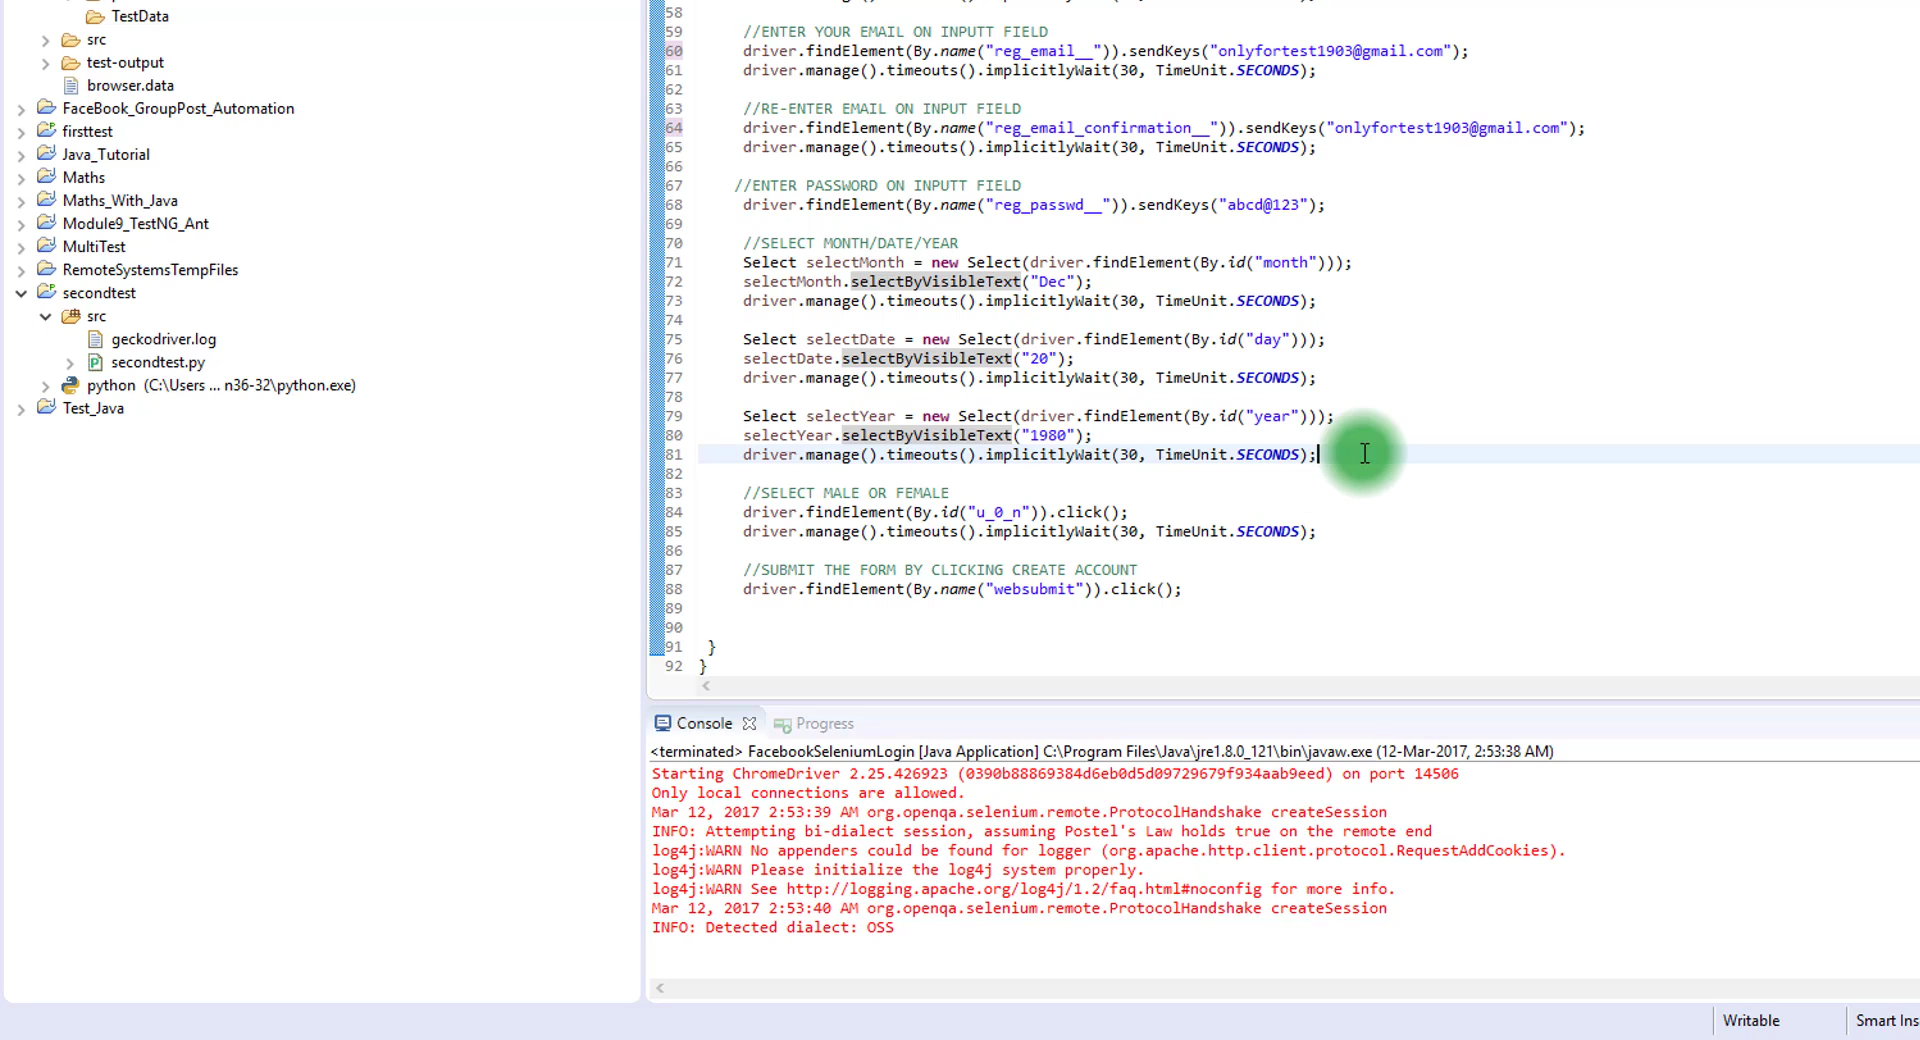 TestData
src
test-output
browser.data
FaceBook_GroupPost_Automation
firsttest
Java_Tutorial
Maths
Maths_With_Java
Module9_TestNG_Ant
MultiTest
RemoteSystemsTempFiles
secondtest
src
geckodriver.log
secondtest.py
python (C:\Users ... n36-32\python.exe)
Test_Java
58
59 //ENTER YOUR EMAIL ON INPUTT FIELD
60 driver.findElement(By.name("reg_email__")).sendKeys("onlyfortest1903@gmail.com");
61 driver.manage().timeouts().implicitlyWait(30, TimeUnit.SECONDS);
62
63 //RE-ENTER EMAIL ON INPUT FIELD
64 driver.findElement(By.name("reg_email_confirmation__")).sendKeys("onlyfortest1903@gmail.com");
65 driver.manage().timeouts().implicitlyWait(30, TimeUnit.SECONDS);
66
67 //ENTER PASSWORD ON INPUTT FIELD
68 driver.findElement(By.name("reg_passwd__")).sendKeys("abcd@123");
69
70 //SELECT MONTH/DATE/YEAR
71 Select selectMonth = new Select(driver.findElement(By.id("month")));
72 selectMonth.selectByVisibleText("Dec");
73 driver.manage().timeouts().implicitlyWait(30, TimeUnit.SECONDS);
74
75 Select selectDate = new Select(driver.findElement(By.id("day")));
76 selectDate.selectByVisibleText("20");
77 driver.manage().timeouts().implicitlyWait(30, TimeUnit.SECONDS);
78
79 Select selectYear = new Select(driver.findElement(By.id("year")));
80 selectYear.selectByVisibleText("1980");
81 driver.manage().timeouts().implicitlyWait(30, TimeUnit.SECONDS);
82
83 //SELECT MALE OR FEMALE
84 driver.findElement(By.id("u_0_n")).click();
85 driver.manage().timeouts().implicitlyWait(30, TimeUnit.SECONDS);
86
87 //SUBMIT THE FORM BY CLICKING CREATE ACCOUNT
88 driver.findElement(By.name("websubmit")).click();
89
90
91 }
92 }
Console Progress
<terminated> FacebookSeleniumLogin [Java Application] C:\Program Files\Java\jre1.8.0_121\bin\javaw.exe (12-Mar-2017, 2:53:38 AM)
Starting ChromeDriver 2.25.426923 (0390b88869384d6eb0d5d09729679f934aab9eed) on port 14506
Only local connections are allowed.
Mar 12, 2017 2:53:39 AM org.openqa.selenium.remote.ProtocolHandshake createSession
INFO: Attempting bi-dialect session, assuming Postel's Law holds true on the remote end
log4j:WARN No appenders could be found for logger (org.apache.http.client.protocol.RequestAddCookies).
log4j:WARN Please initialize the log4j system properly.
log4j:WARN See http://logging.apache.org/log4j/1.2/faq.html#noconfig for more info.
Mar 12, 2017 2:53:40 AM org.openqa.selenium.remote.ProtocolHandshake createSession
INFO: Detected dialect: OSS
Writable Smart Ins